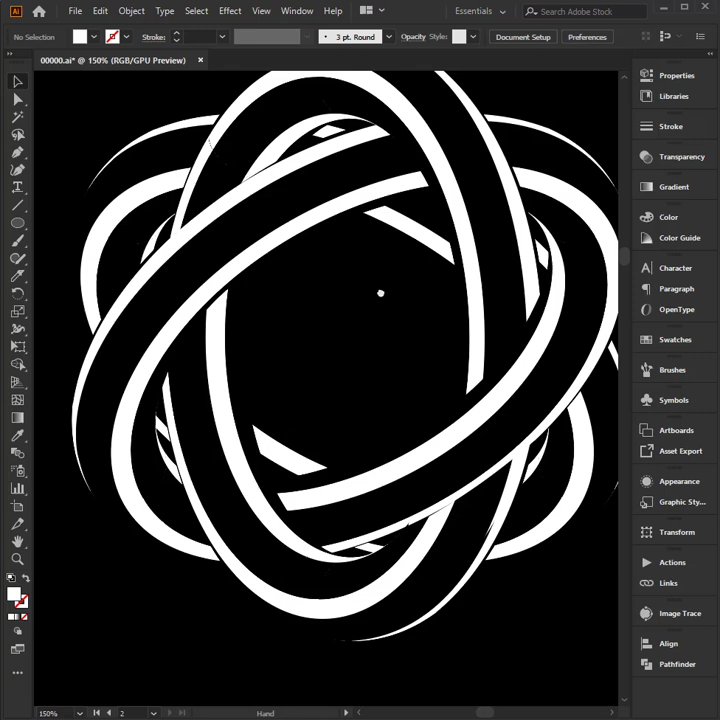 Ai File Edit Object Type Select Effect View Window Help Essentials Search Adobe Stock
No Selection Stroke: 3 pt. Round Opacity Style: Document Setup Preferences
00000.ai* @ 150% (RGB/GPU Preview) ×
Properties
Libraries
Stroke
Transparency
Gradient
Color
Color Guide
Character
Paragraph
OpenType
Swatches
Brushes
Symbols
Artboards
Asset Export
Appearance
Graphic Sty...
Transform
Actions
Links
Image Trace
Align
Pathfinder
150% 2 Hand